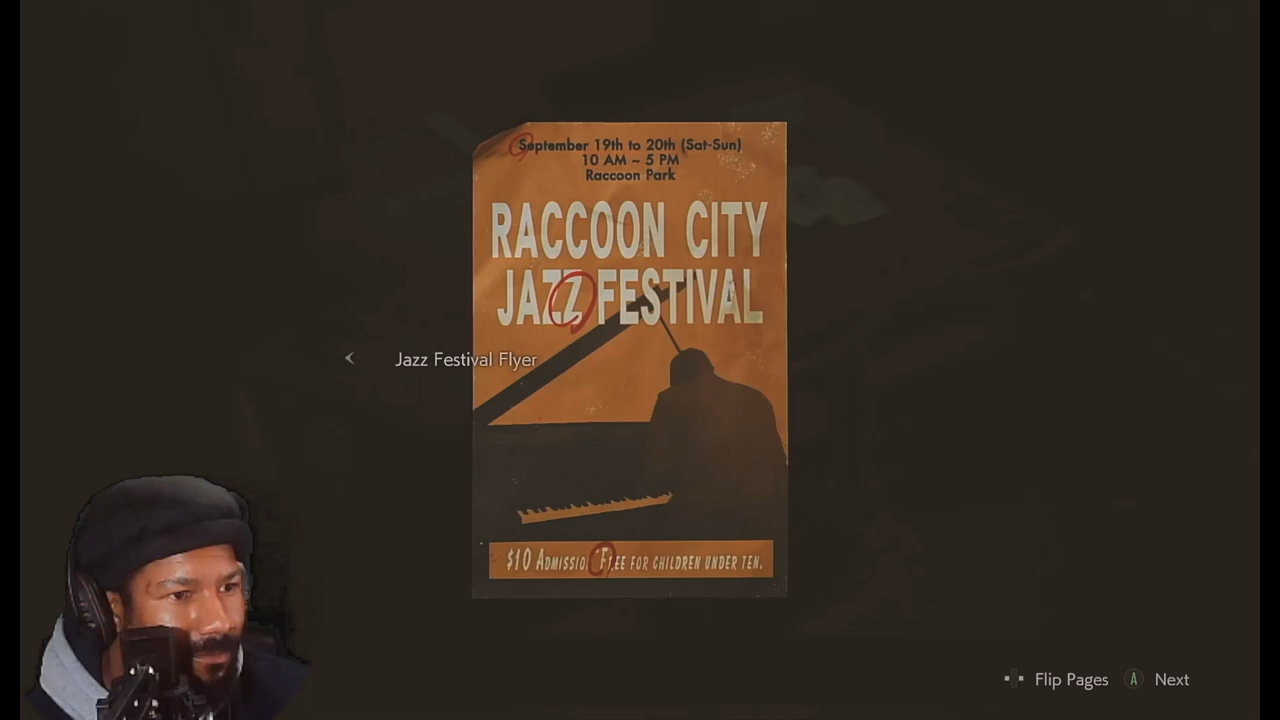 September 19th to 20th (Sat-Sun)
10 AM ~ 5 PM
Raccoon Park
RACCOON CITY
JAZZ FESTIVAL
Jazz Festival Flyer
$10 ADMISSION FREE FOR CHILDREN UNDER TEN.
Flip Pages A Next